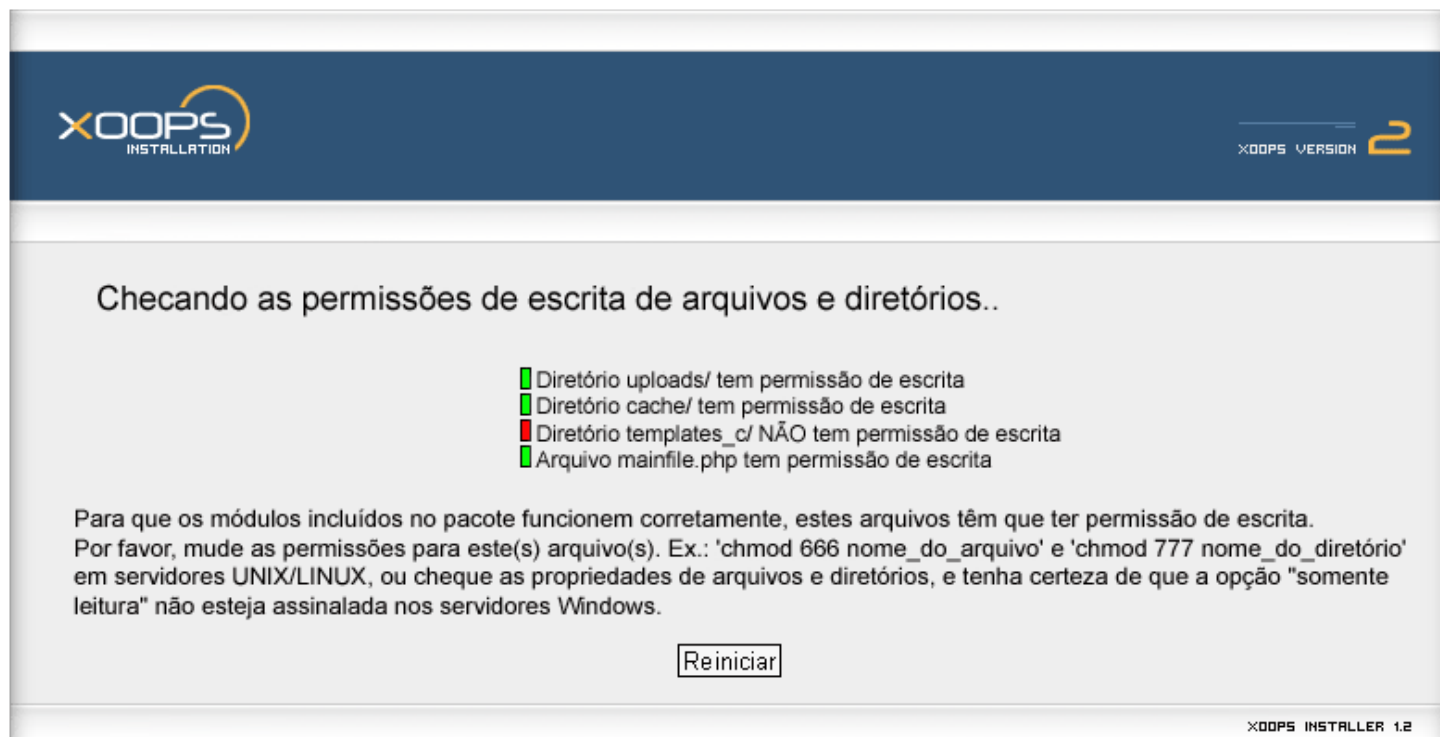 XOOPS
INSTALLATION
XOOPS VERSION 2
Checando as permissões de escrita de arquivos e diretórios..
Diretório uploads/ tem permissão de escrita
Diretório cache/ tem permissão de escrita
Diretório templates_c/ NÃO tem permissão de escrita
Arquivo mainfile.php tem permissão de escrita
Para que os módulos incluídos no pacote funcionem corretamente, estes arquivos têm que ter permissão de escrita.
Por favor, mude as permissões para este(s) arquivo(s). Ex.: 'chmod 666 nome_do_arquivo' e 'chmod 777 nome_do_diretório'
em servidores UNIX/LINUX, ou cheque as propriedades de arquivos e diretórios, e tenha certeza de que a opção "somente
leitura" não esteja assinalada nos servidores Windows.
Reiniciar
XOOPS INSTALLER 1.2